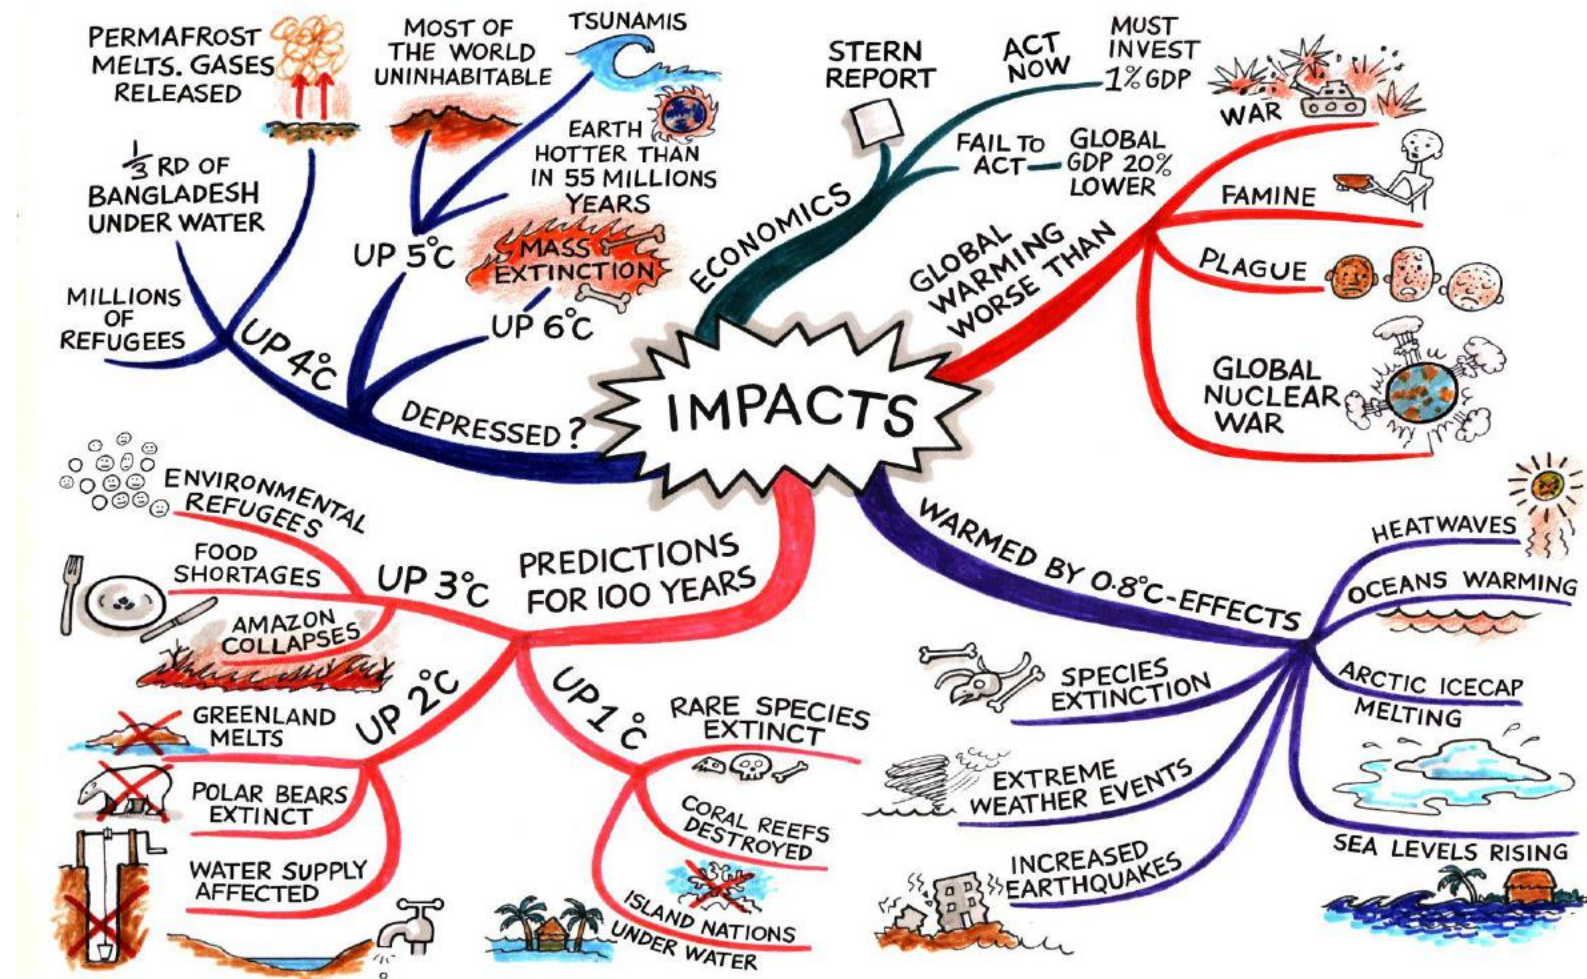 IMPACTS
ECONOMICS
STERN
REPORT
ACT
NOW
MUST
INVEST
1% GDP
FAIL TO
ACT
GLOBAL
GDP 20%
LOWER
GLOBAL
WARMING
WORSE THAN
WAR
FAMINE
PLAGUE
GLOBAL
NUCLEAR
WAR
WARMED BY 0.8°C-EFFECTS
HEATWAVES
OCEANS WARMING
ARCTIC ICECAP
MELTING
SEA LEVELS RISING
INCREASED
EARTHQUAKES
EXTREME
WEATHER EVENTS
SPECIES
EXTINCTION
PREDICTIONS
FOR 100 YEARS
UP 1°C
RARE SPECIES
EXTINCT
CORAL REEFS
DESTROYED
ISLAND NATIONS
UNDER WATER
UP 2°C
GREENLAND
MELTS
POLAR BEARS
EXTINCT
WATER SUPPLY
AFFECTED
UP 3°C
ENVIRONMENTAL
REFUGEES
FOOD
SHORTAGES
AMAZON
COLLAPSES
DEPRESSED?
UP 4°C
MILLIONS
OF
REFUGEES
1/3 RD OF
BANGLADESH
UNDER WATER
PERMAFROST
MELTS. GASES
RELEASED
UP 5°C
MOST OF
THE WORLD
UNINHABITABLE
TSUNAMIS
EARTH
HOTTER THAN
IN 55 MILLIONS
YEARS
UP 6°C
MASS
EXTINCTION